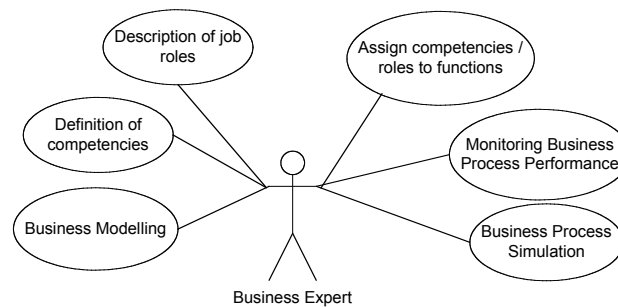 Description of job
roles
Assign competencies /
roles to functions
Definition of
competencies
Monitoring Business
Process Performance
Business Modelling
Business Process
Simulation
Business Expert